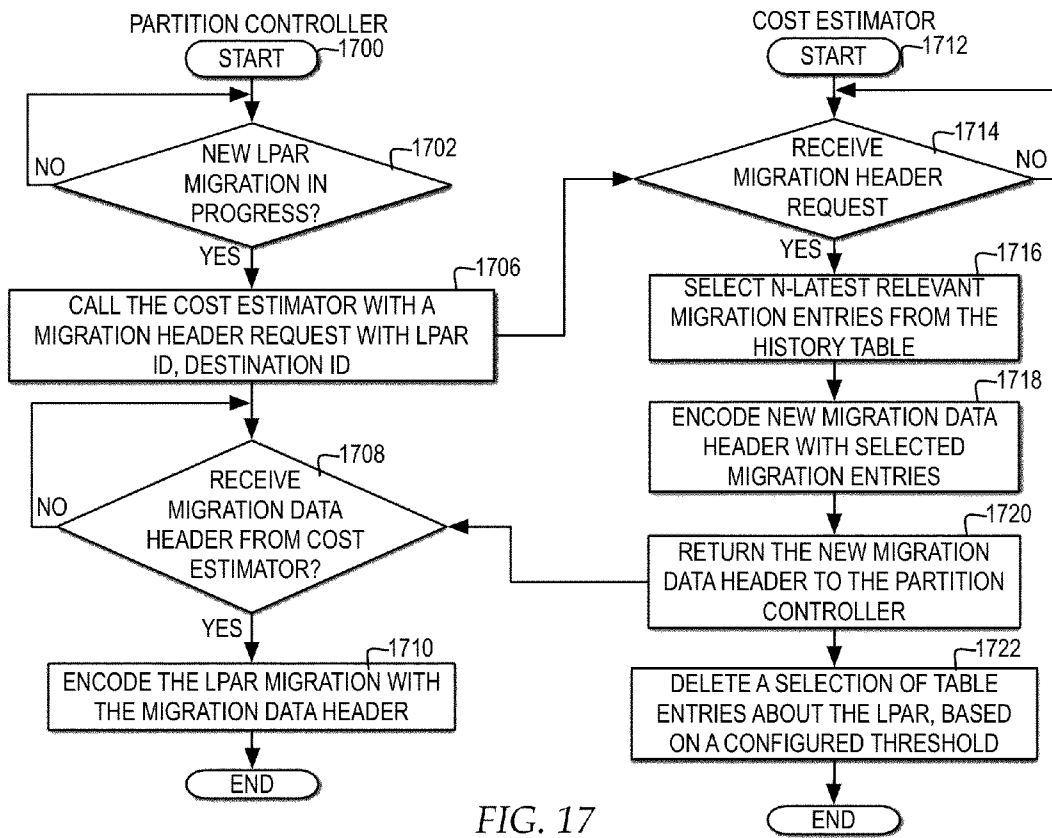 PARTITION CONTROLLER
START
1700
NEW LPAR
MIGRATION IN
PROGRESS?
1702
NO
YES
1706
CALL THE COST ESTIMATOR WITH A
MIGRATION HEADER REQUEST WITH LPAR
ID, DESTINATION ID
1708
RECEIVE
MIGRATION DATA
HEADER FROM COST
ESTIMATOR?
NO
YES
1710
ENCODE THE LPAR MIGRATION WITH
THE MIGRATION DATA HEADER
END
COST ESTIMATOR
START
1712
1714
RECEIVE
MIGRATION HEADER
REQUEST
NO
YES
1716
SELECT N-LATEST RELEVANT
MIGRATION ENTRIES FROM THE
HISTORY TABLE
1718
ENCODE NEW MIGRATION DATA
HEADER WITH SELECTED
MIGRATION ENTRIES
1720
RETURN THE NEW MIGRATION
DATA HEADER TO THE PARTITION
CONTROLLER
1722
DELETE A SELECTION OF TABLE
ENTRIES ABOUT THE LPAR, BASED
ON A CONFIGURED THRESHOLD
END
FIG. 17